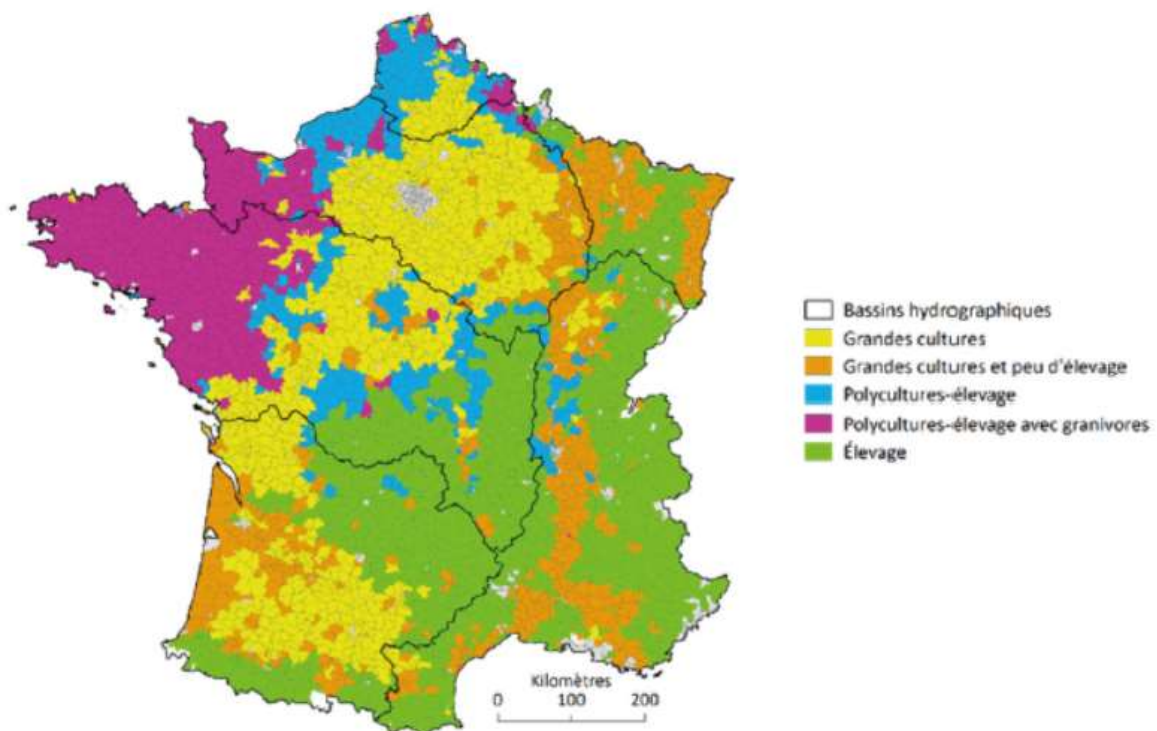 Bassins hydrographiques
Grandes cultures
Grandes cultures et peu d'élevage
Polycultures-élevage
Polycultures-élevage avec granivores
Élevage
Kilomètres
0 100 200